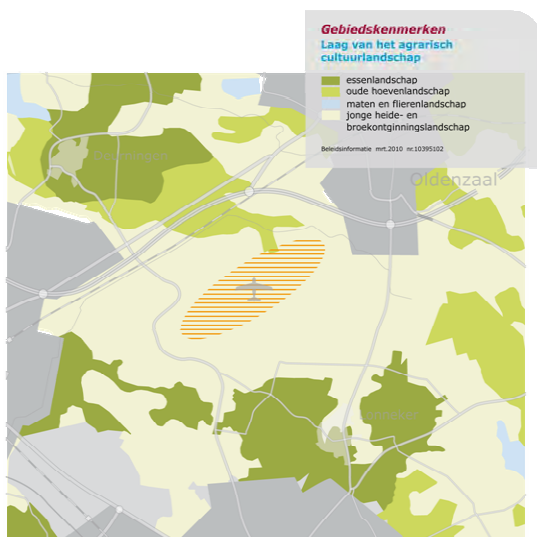 Gebiedskenmerken
Laag van het agrarisch
cultuurlandschap
essenlandschap
oude hoevenlandschap
maten en flierenlandschap
jonge heide- en
broekontginningslandschap
Beleidsinformatie mrt.2010 nr.10395102
Oldenzaal